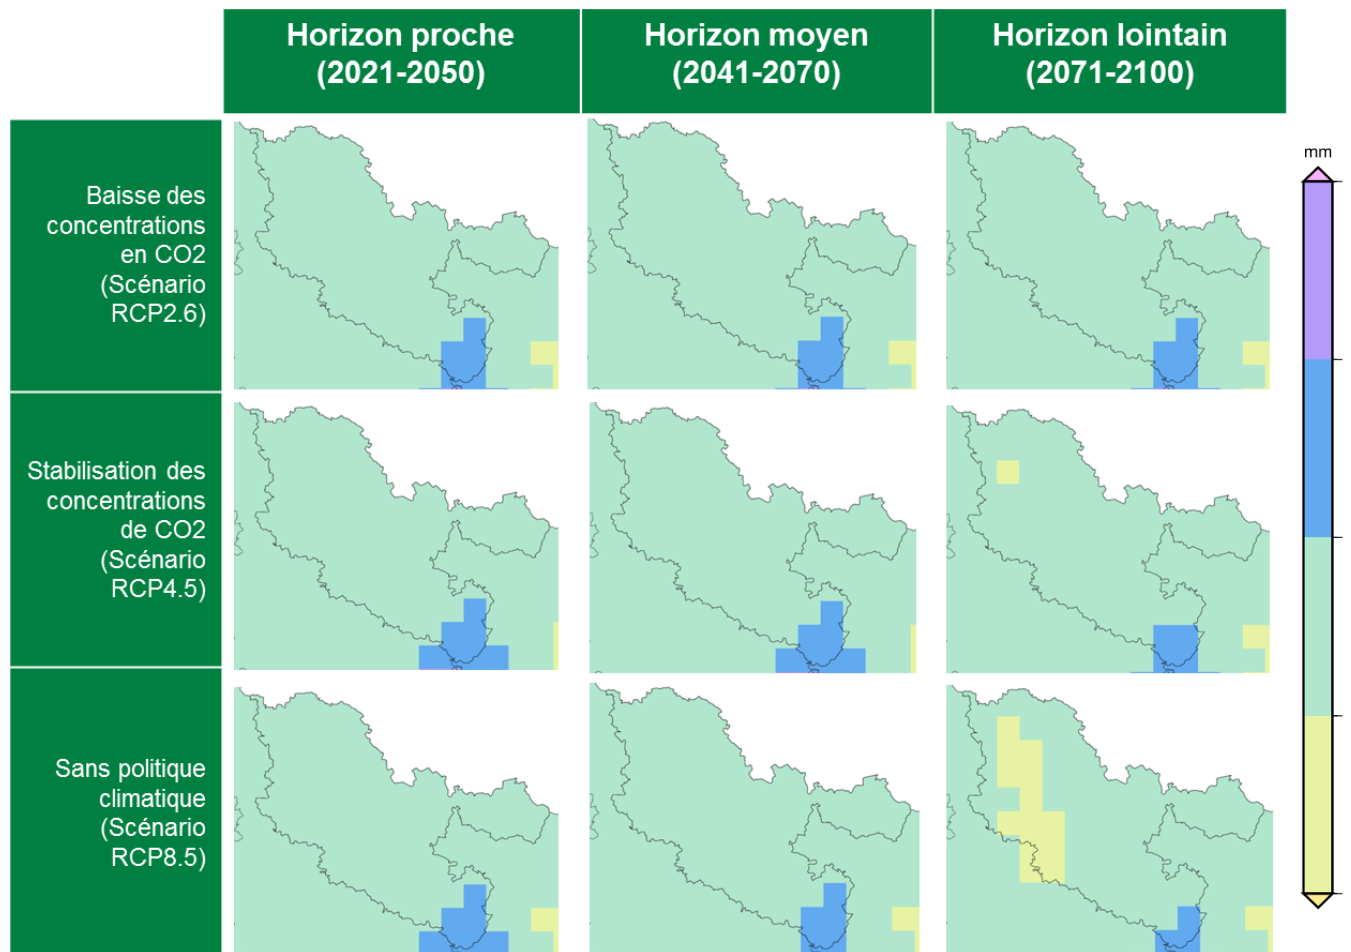 Horizon proche
(2021-2050)
Horizon moyen
(2041-2070)
Horizon lointain
(2071-2100)
mm
Baisse des
concentrations
en CO2
(Scénario
RCP2.6)
Stabilisation des
concentrations
de CO2
(Scénario
RCP4.5)
Sans politique
climatique
(Scénario
RCP8.5)